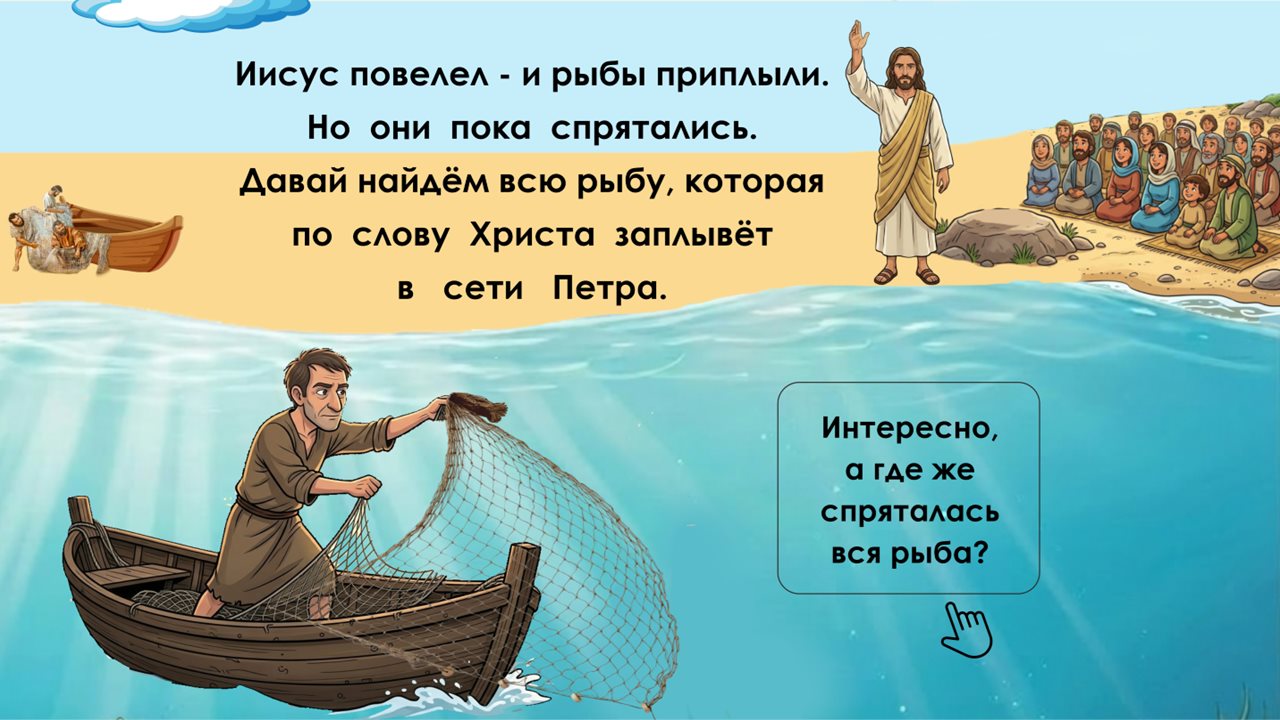 Иисус повелел - и рыбы приплыли.
Но они пока спрятались.
Давай найдём всю рыбу, которая
по слову Христа заплывёт
в сети Петра.
Интересно,
а где же
спряталась
вся рыба?